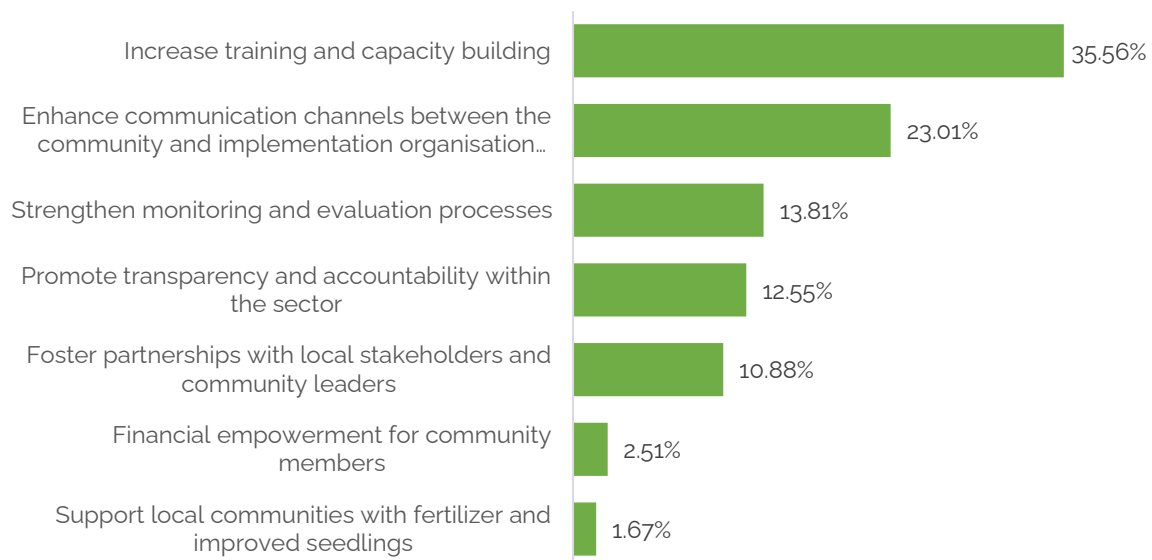 Increase training and capacity building
35.56%
Enhance communication channels between the
community and implementation organisation…
23.01%
Strengthen monitoring and evaluation processes
13.81%
Promote transparency and accountability within
the sector
12.55%
Foster partnerships with local stakeholders and
community leaders
10.88%
Financial empowerment for community
members
2.51%
Support local communities with fertilizer and
improved seedlings
1.67%